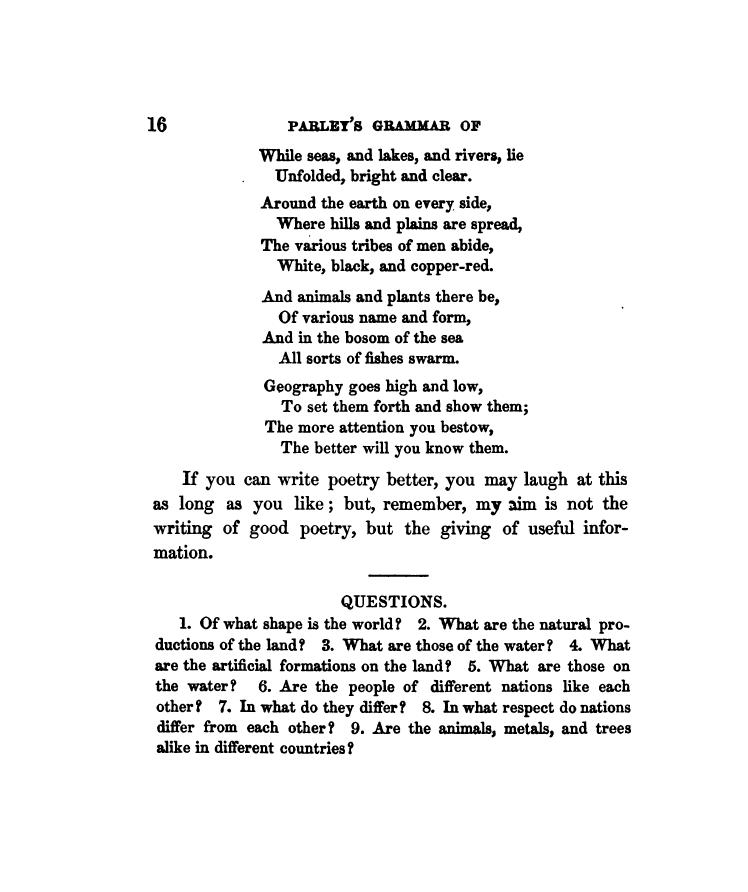 16 PARLEY'S GRAMMAR OF
While seas, and lakes, and rivers, lie
Unfolded, bright and clear.
Around the earth on every side,
Where hills and plains are spread,
The various tribes of men abide,
White, black, and copper-red.
And animals and plants there be,
Of various name and form,
And in the bosom of the sea
All sorts of fishes swarm.
Geography goes high and low,
To set them forth and show them;
The more attention you bestow,
The better will you know them.
If you can write poetry better, you may laugh at this
as long as you like; but, remember, my aim is not the
writing of good poetry, but the giving of useful infor-
mation.
QUESTIONS.
1. Of what shape is the world? 2. What are the natural pro-
ductions of the land? 3. What are those of the water? 4. What
are the artificial formations on the land? 5. What are those on
the water? 6. Are the people of different nations like each
other? 7. In what do they differ? 8. In what respect do nations
differ from each other? 9. Are the animals, metals, and trees
alike in different countries?